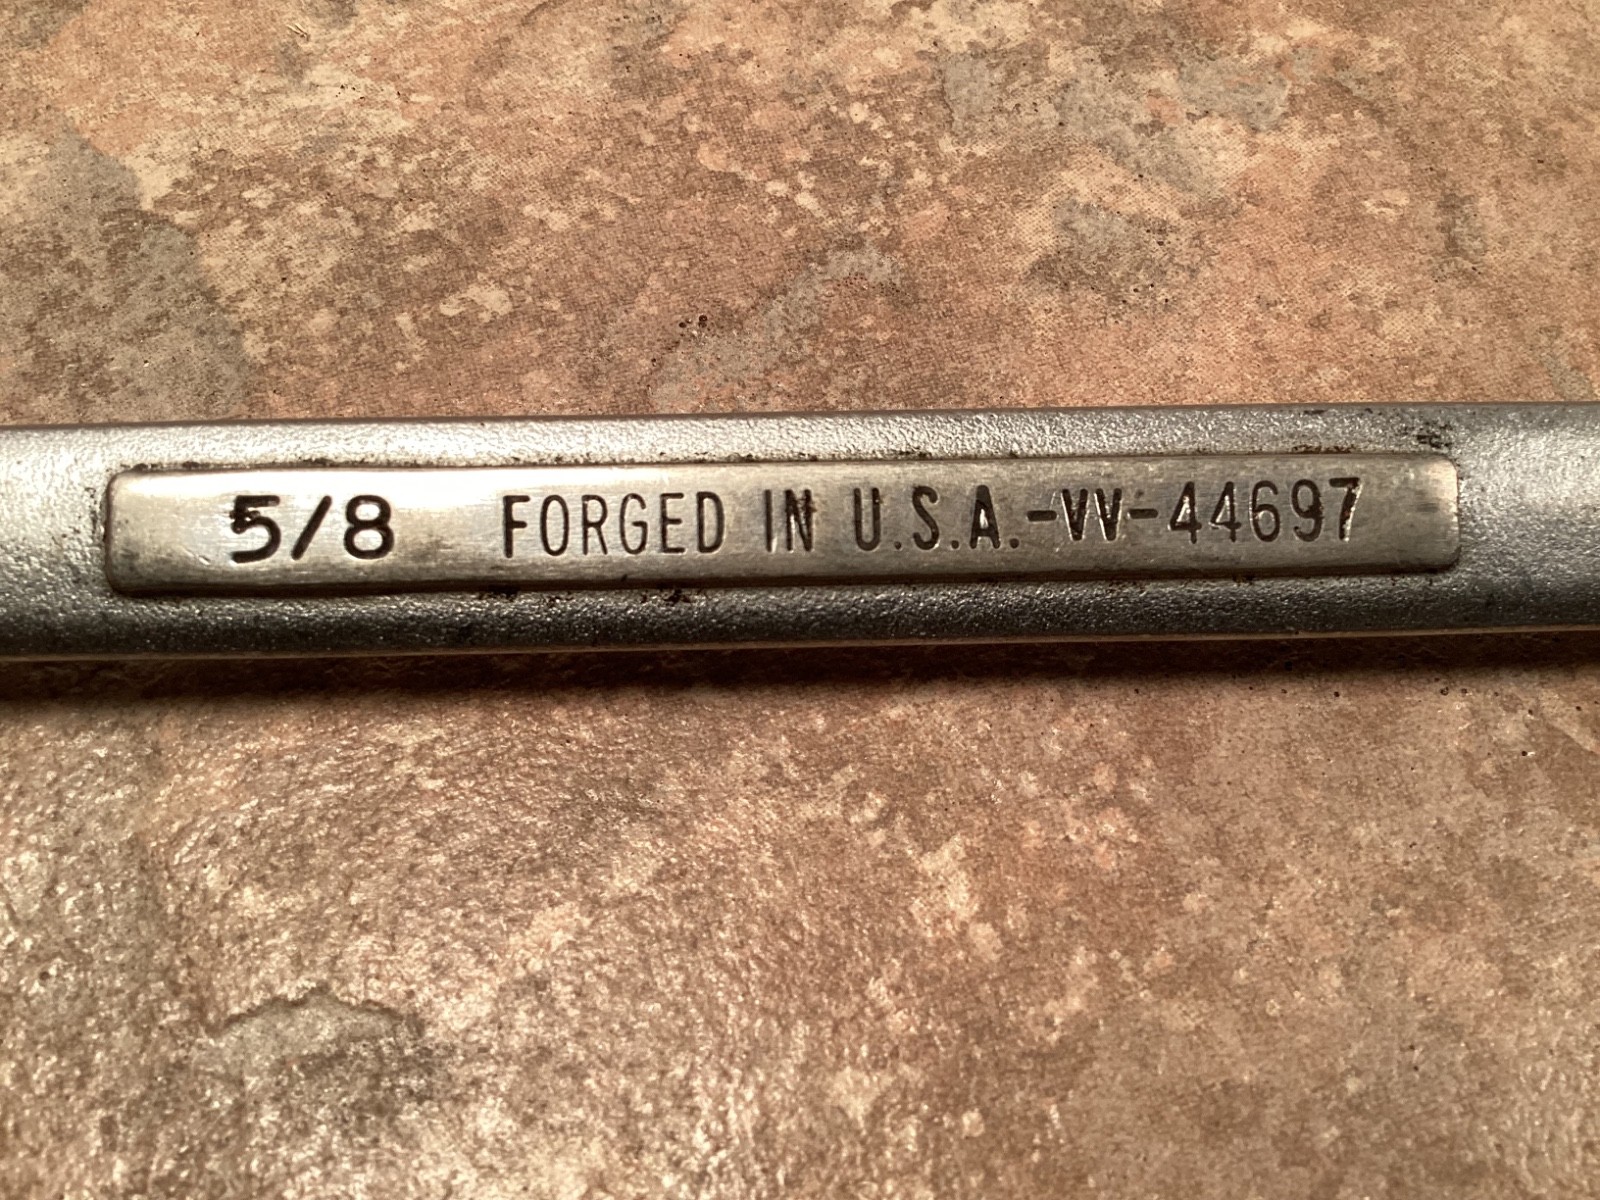 5/8 FORGED IN U.S.A.-VV-44697